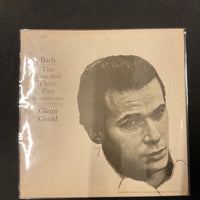 Bach
The
Two and
Three
Part
Inventions
Glenn
Gould